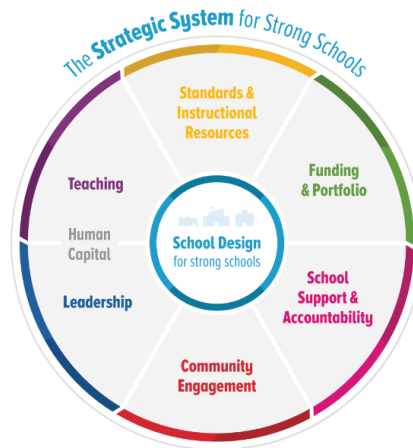 The Strategic System for Strong Schools
Standards &
Instructional
Resources
Funding
& Portfolio
Teaching
Human
Capital
School Design
for strong schools
Leadership
School
Support &
Accountability
Community
Engagement